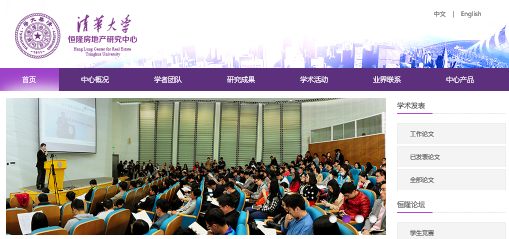 中文 | English
清华大学
恒隆房地产研究中心
Hang Lung Center for Real Estate
Tsinghua University
首页 中心概况 学者团队 研究成果 学术活动 业界联系 中心产品
学术发表
工作论文
已发表论文
全部论文
恒隆论坛
学生竞赛